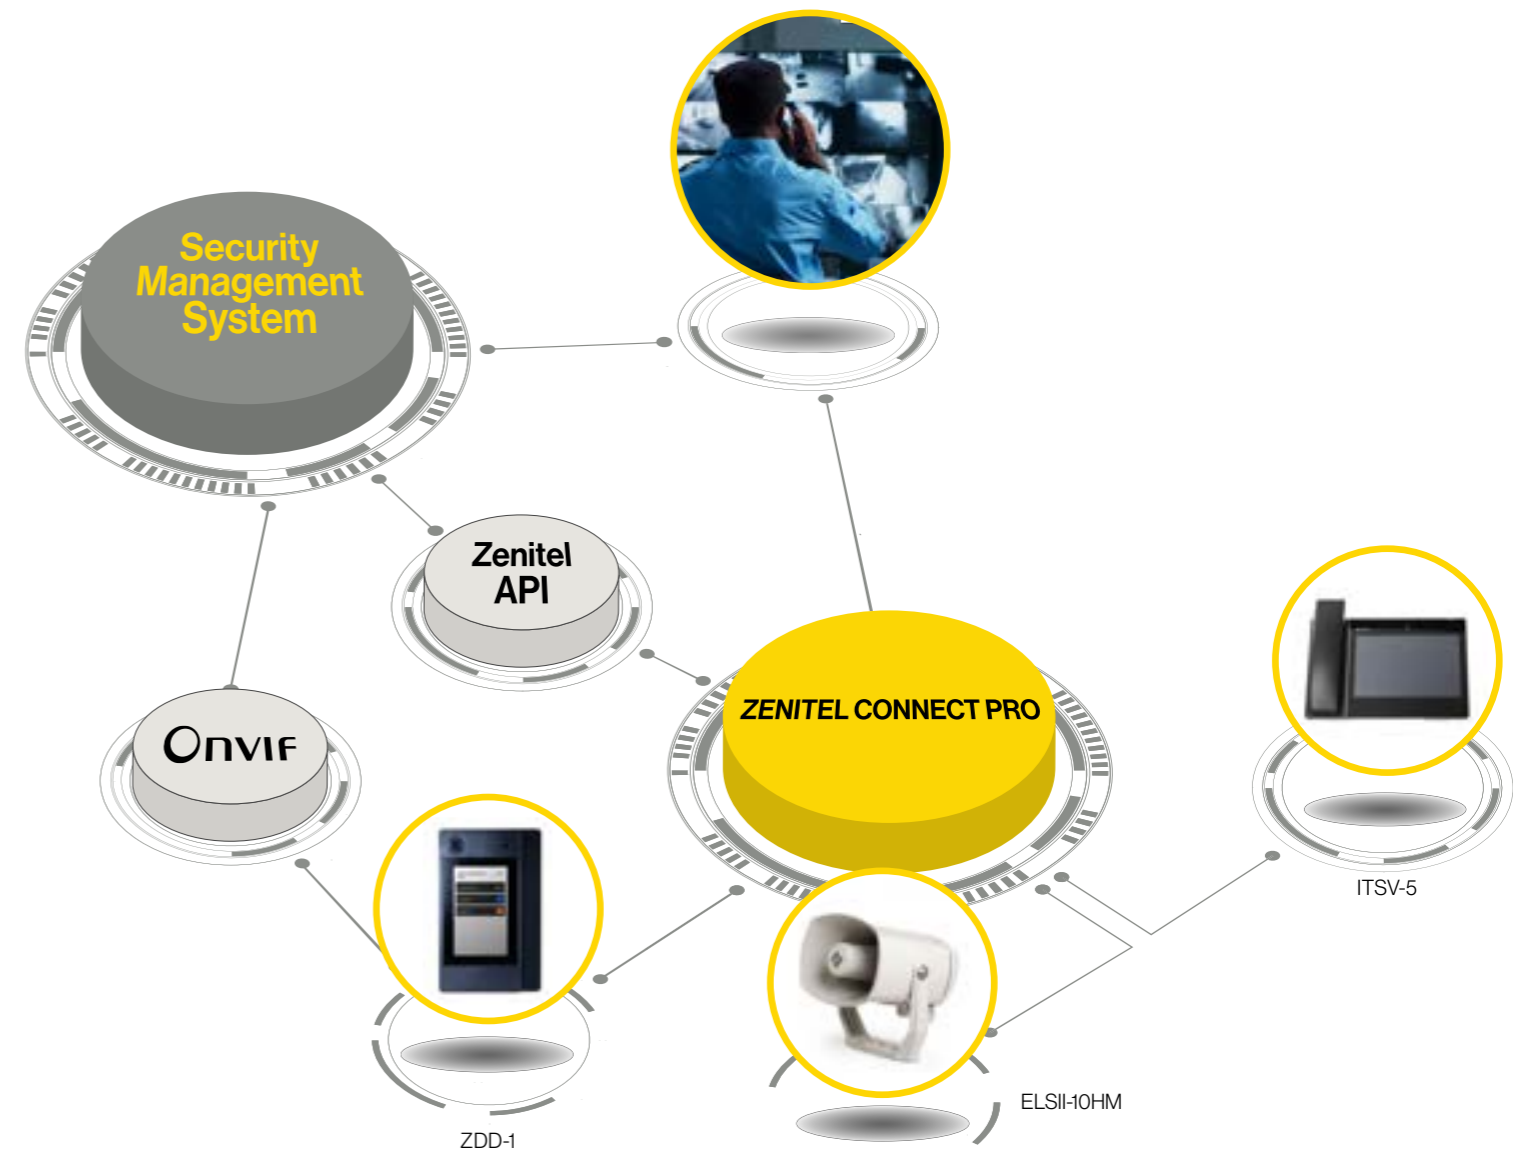 Security
Management
System
Zenitel
API
ONVIF
ZENITEL CONNECT PRO
ITSV-5
ELSII-10HM
ZDD-1